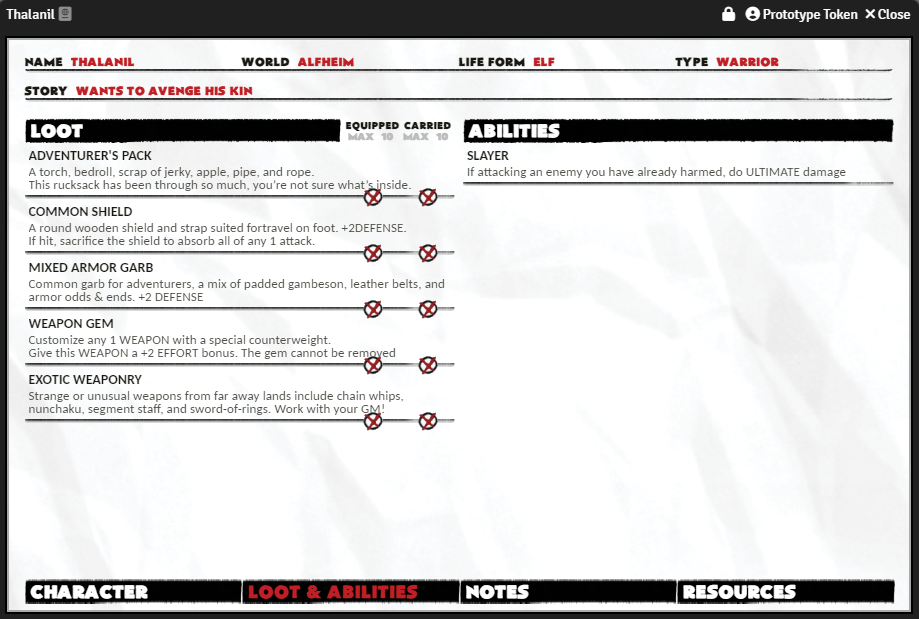 Thalanil Prototype Token Close
NAME THALANIL WORLD ALFHEIM LIFE FORM ELF TYPE WARRIOR
STORY WANTS TO AVENGE HIS KIN
LOOT EQUIPPED CARRIED
MAX 10 MAX 10
ADVENTURER'S PACK
A torch, bedroll, scrap of jerky, apple, pipe, and rope.
This rucksack has been through so much, you're not sure what's inside.
COMMON SHIELD
A round wooden shield and strap suited fortravel on foot. +2DEFENSE.
If hit, sacrifice the shield to absorb all of any 1 attack.
MIXED ARMOR GARB
Common garb for adventurers, a mix of padded gambeson, leather belts, and
armor odds & ends. +2 DEFENSE
WEAPON GEM
Customize any 1 WEAPON with a special counterweight.
Give this WEAPON a +2 EFFORT bonus. The gem cannot be removed
EXOTIC WEAPONRY
Strange or unusual weapons from far away lands include chain whips,
nunchaku, segment staff, and sword-of-rings. Work with your GM!
ABILITIES
SLAYER
If attacking an enemy you have already harmed, do ULTIMATE damage
CHARACTER LOOT & ABILITIES NOTES RESOURCES